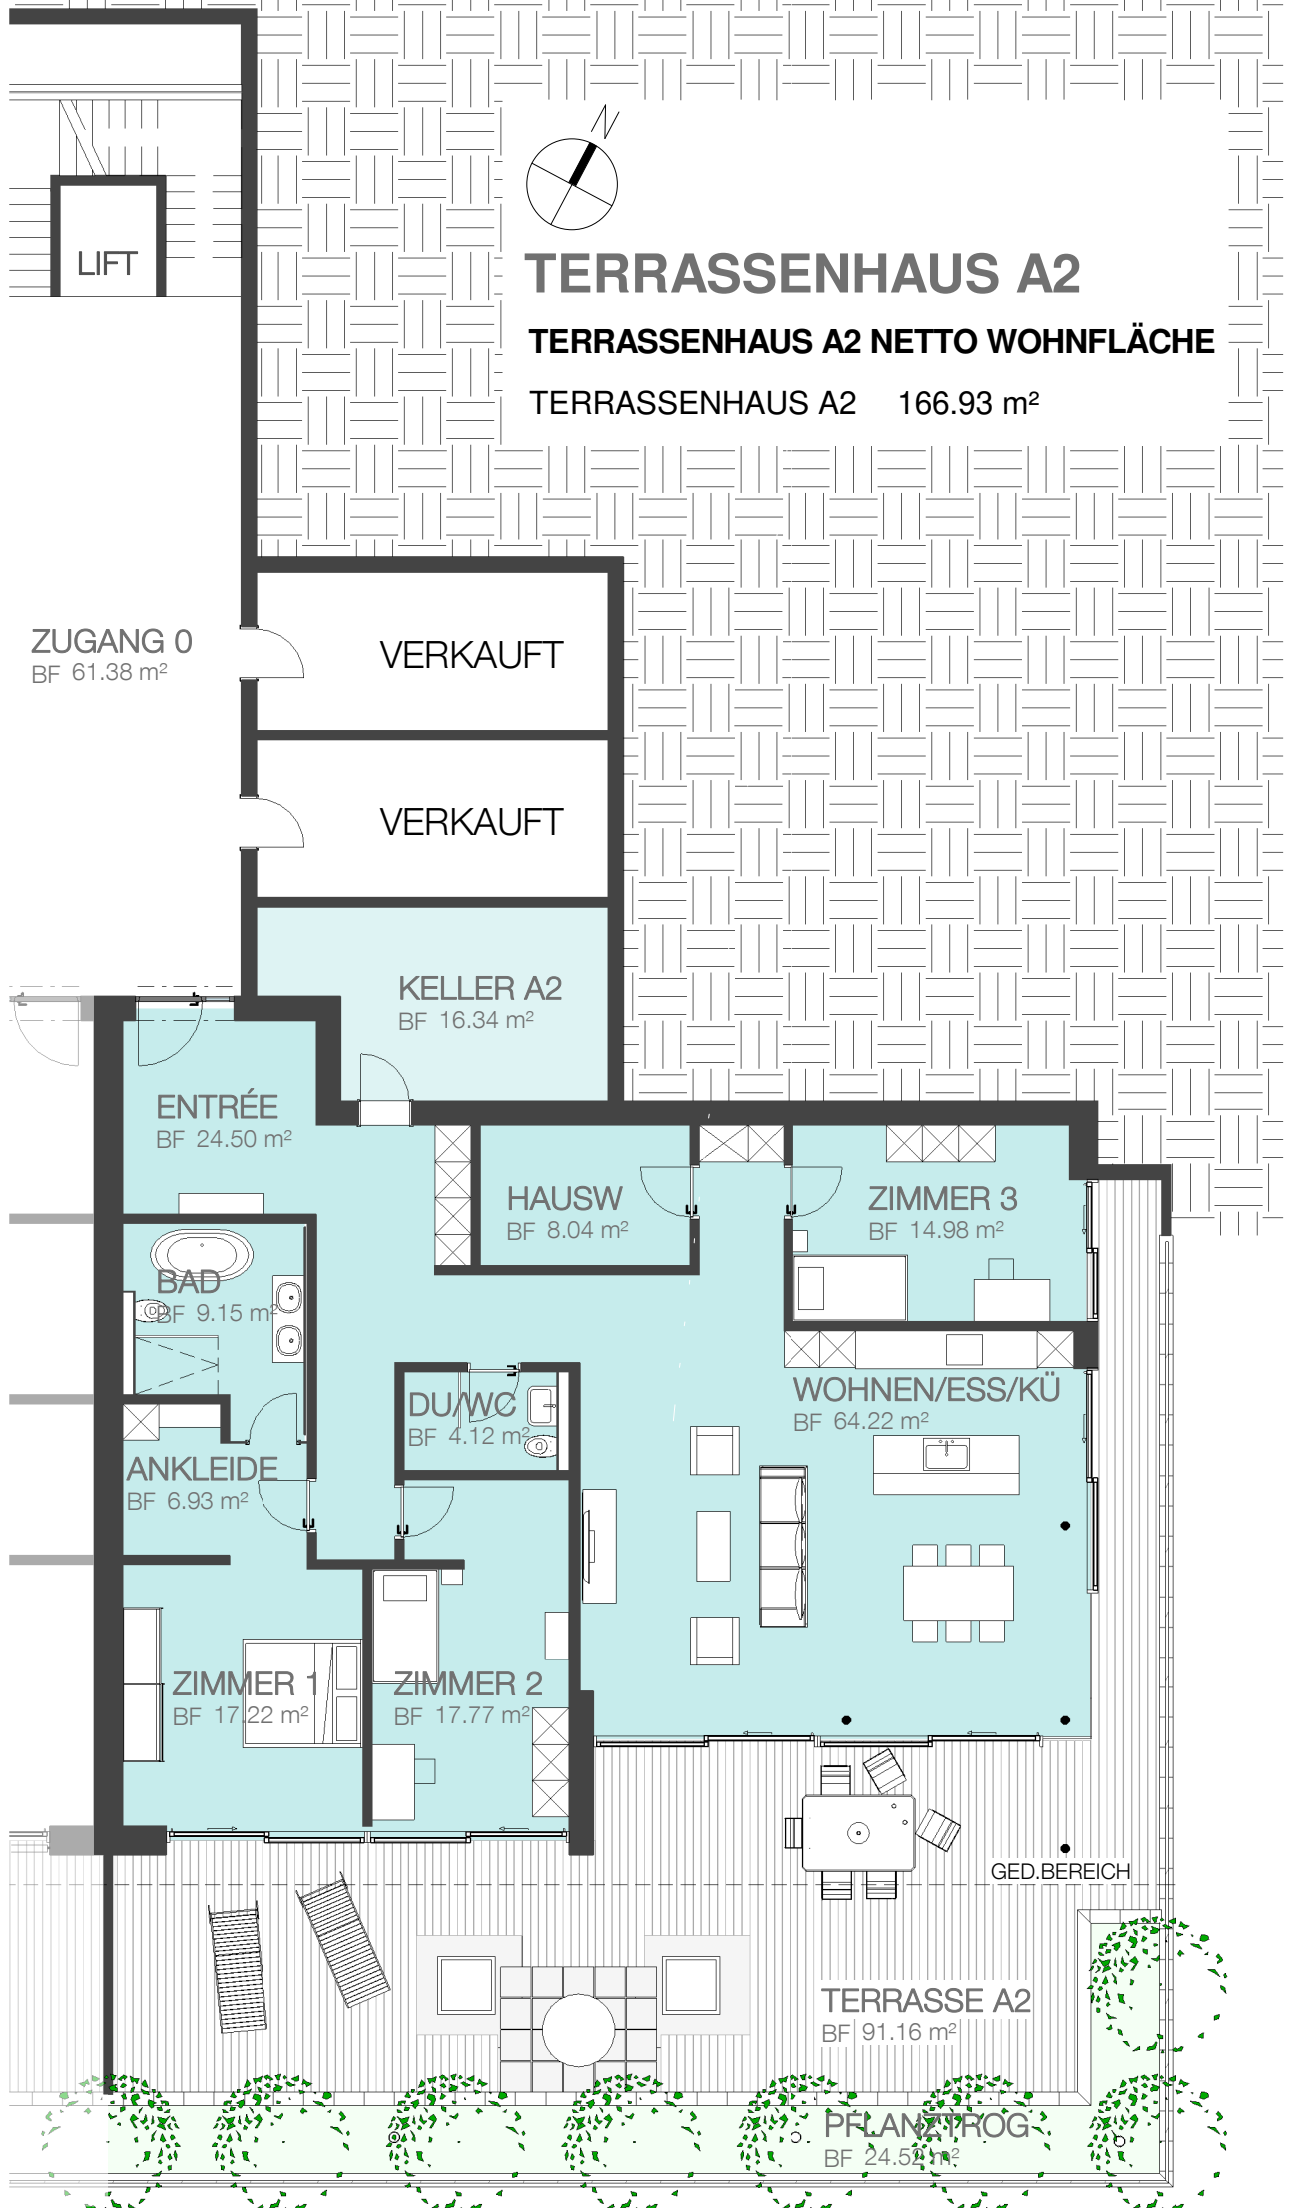 N
LIFT
TERRASSENHAUS A2
TERRASSENHAUS A2 NETTO WOHNFLÄCHE
TERRASSENHAUS A2 166.93 m²
ZUGANG 0
BF 61.38 m²
VERKAUFT
VERKAUFT
KELLER A2
BF 16.34 m²
ENTRÉE
BF 24.50 m²
HAUSW
BF 8.04 m²
ZIMMER 3
BF 14.98 m²
BAD
BF 9.15 m²
DU/WC
BF 4.12 m²
WOHNEN/ESS/KÜ
BF 64.22 m²
ANKLEIDE
BF 6.93 m²
ZIMMER 1
BF 17.22 m²
ZIMMER 2
BF 17.77 m²
GED.BEREICH
TERRASSE A2
BF 91.16 m²
PFLANZTROG
BF 24.52 m²